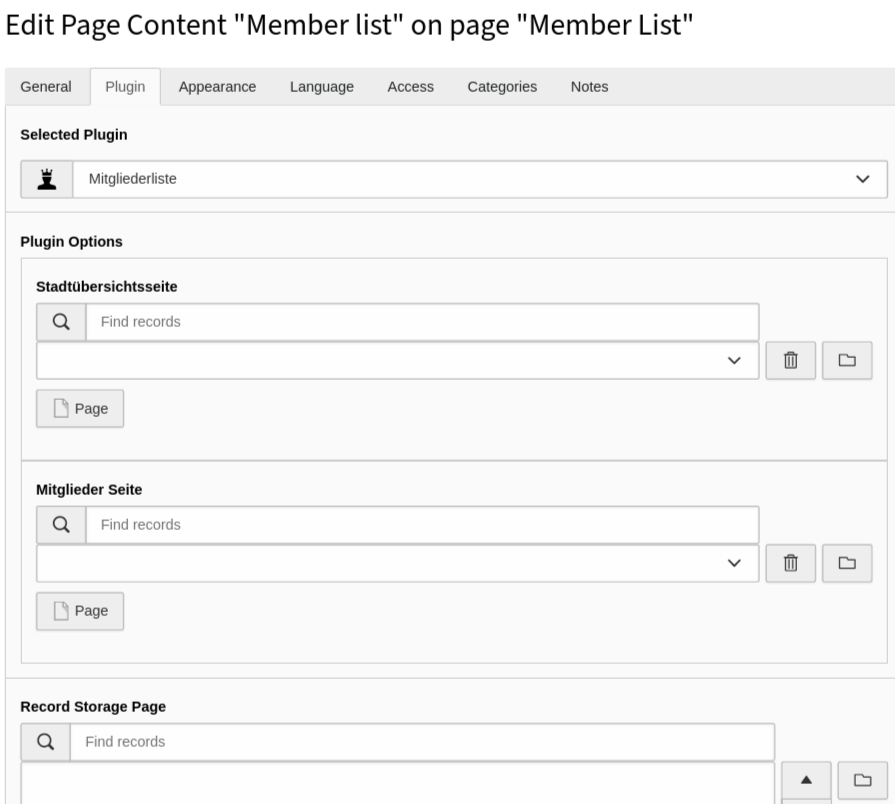 Edit Page Content "Member list" on page "Member List"
General Plugin Appearance Language Access Categories Notes
Selected Plugin
Mitgliederliste
Plugin Options
Stadtübersichtsseite
Find records
Page
Mitglieder Seite
Find records
Page
Record Storage Page
Find records